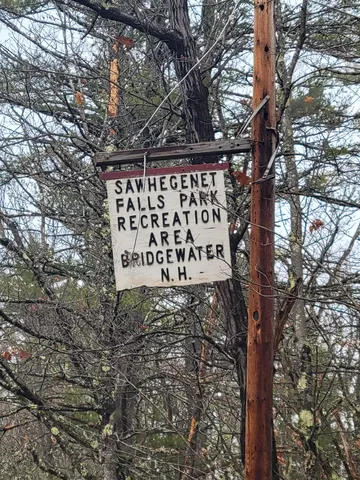 SAWHEGENET
FALLS PARK
RECREATION
AREA
BRIDGEWATER
N.H.